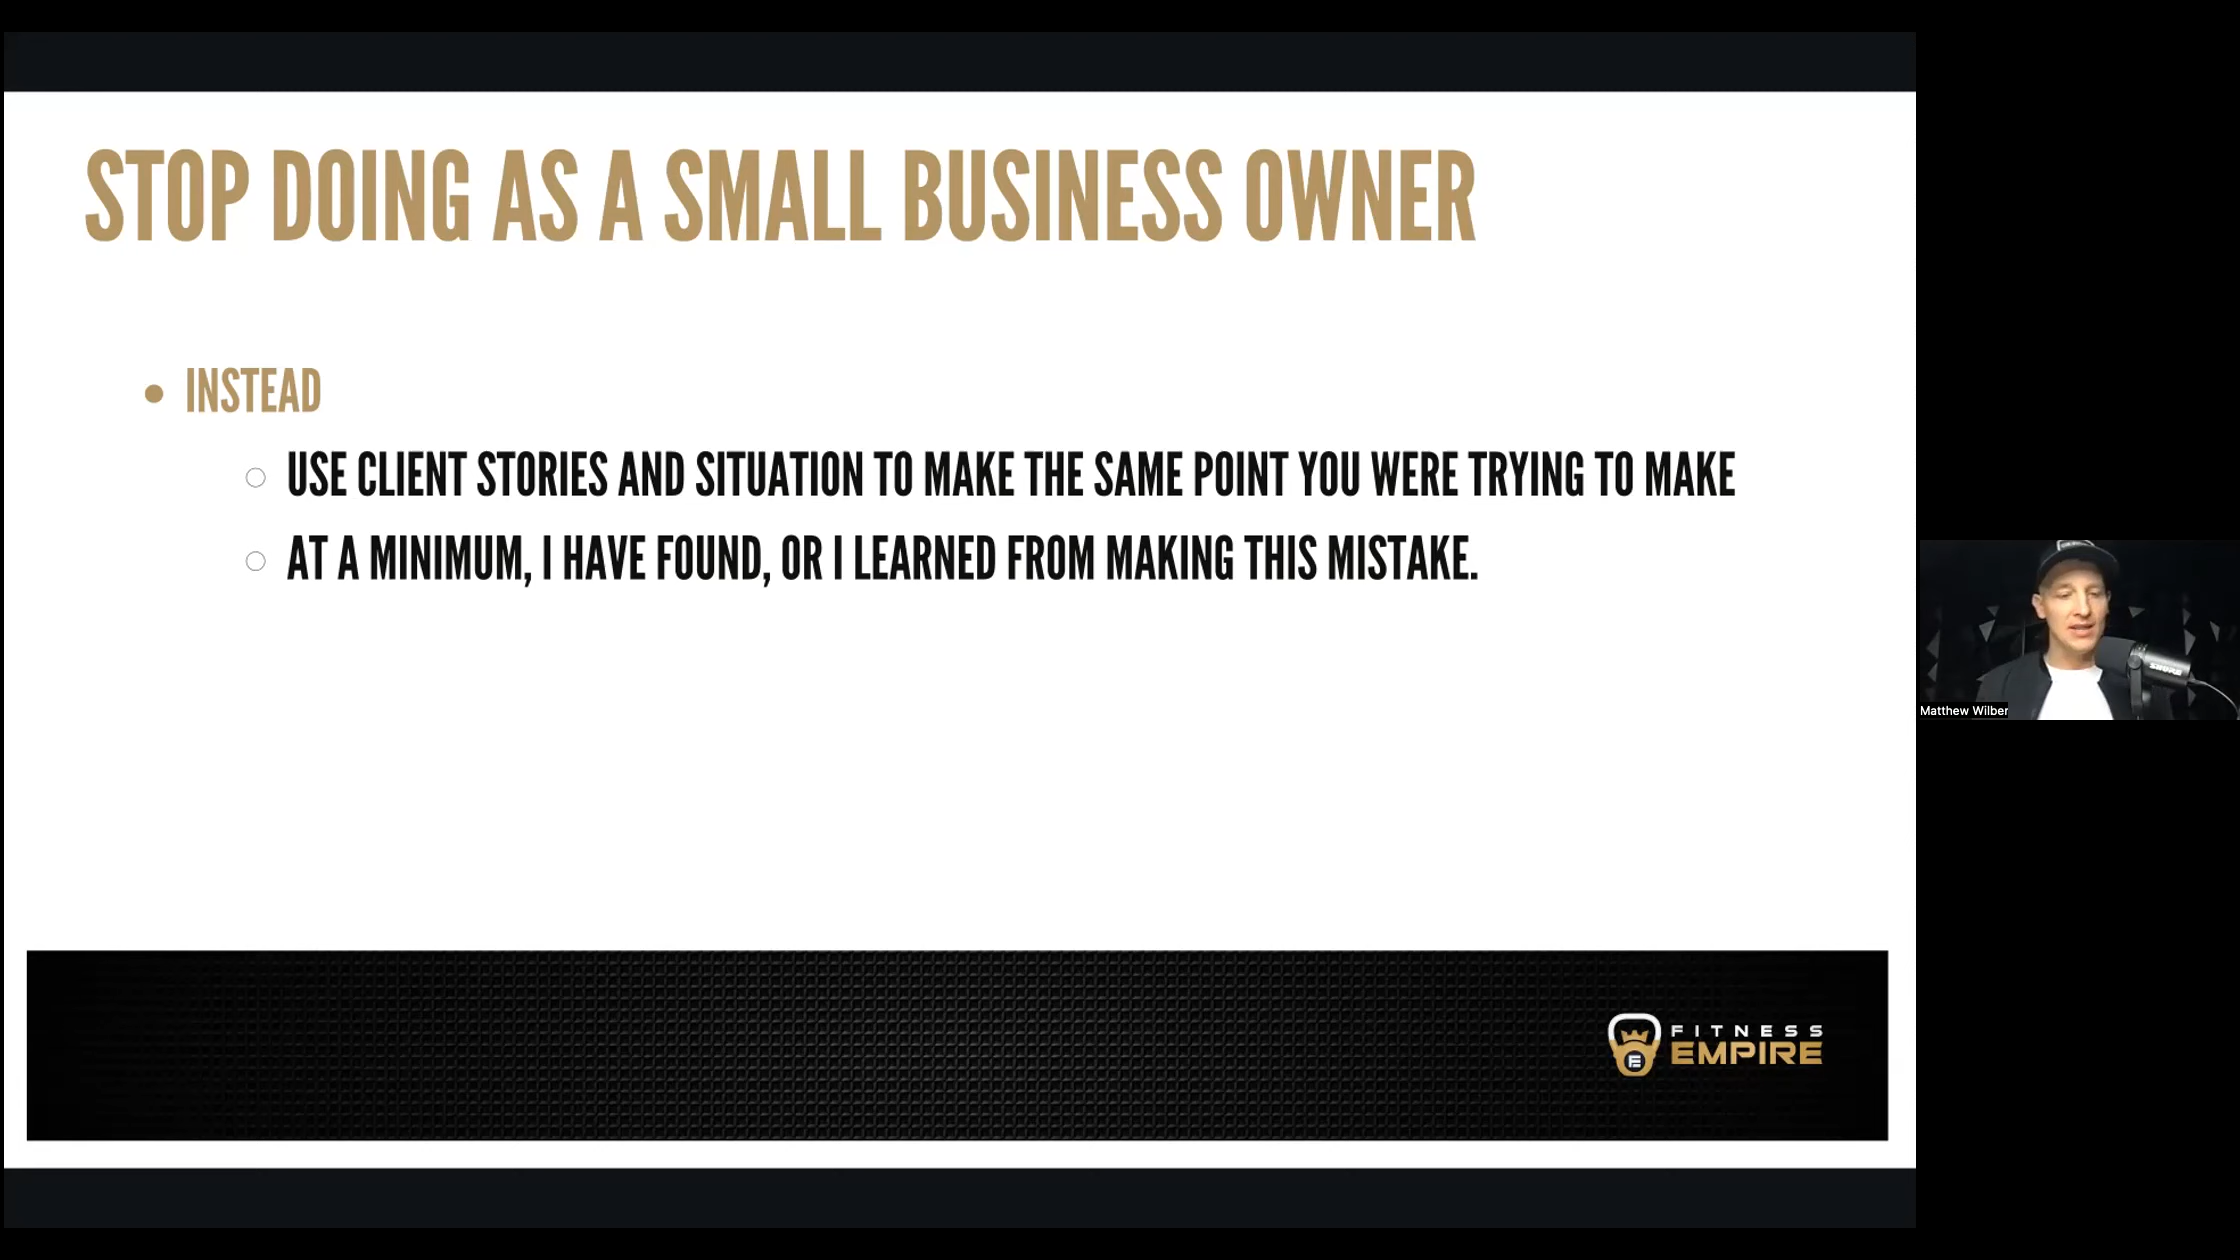 STOP DOING AS A SMALL BUSINESS OWNER
INSTEAD
USE CLIENT STORIES AND SITUATION TO MAKE THE SAME POINT YOU WERE TRYING TO MAKE
AT A MINIMUM, I HAVE FOUND, OR I LEARNED FROM MAKING THIS MISTAKE.
SHURE
Matthew Wilber
FITNESS
EMPIRE
E